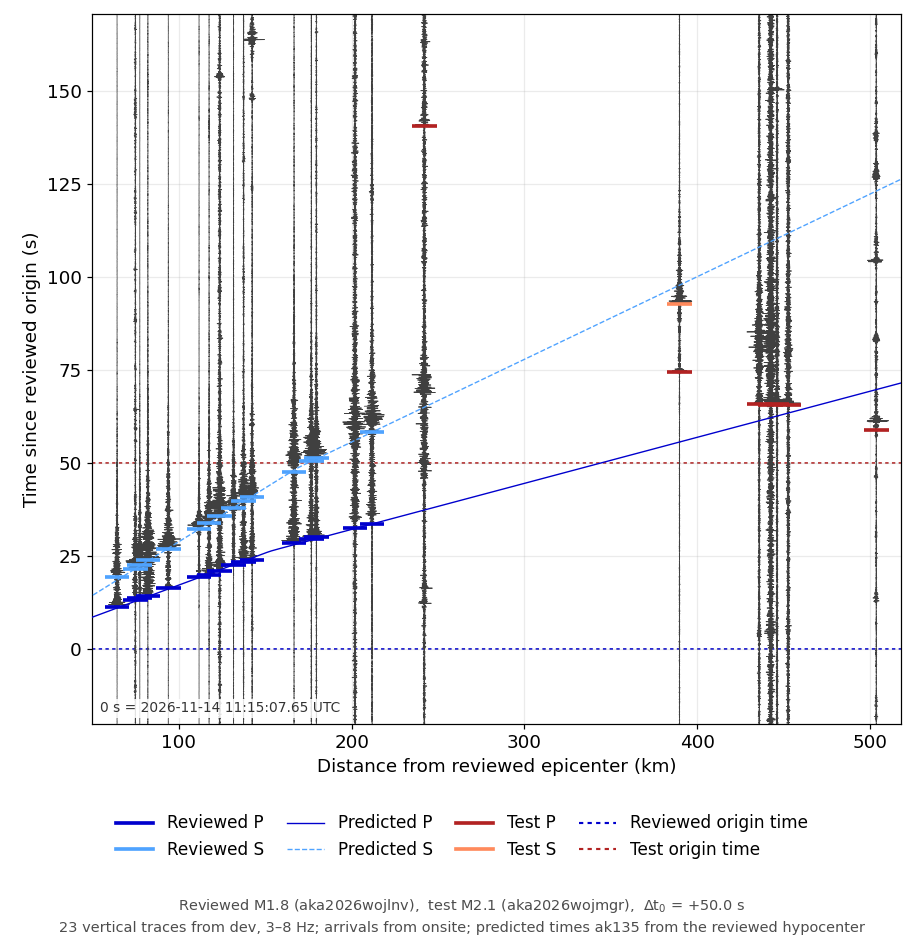 150
125
100
75
50
25
0
Time since reviewed origin (s)
0 s = 2026-11-14 11:15:07.65 UTC
100 200 300 400 500
Distance from reviewed epicenter (km)
Reviewed P Predicted P Test P Reviewed origin time
Reviewed S Predicted S Test S Test origin time
Reviewed M1.8 (aka2026wojlnv), test M2.1 (aka2026wojmgr), Δt₀ = +50.0 s
23 vertical traces from dev, 3–8 Hz; arrivals from onsite; predicted times ak135 from the reviewed hypocenter